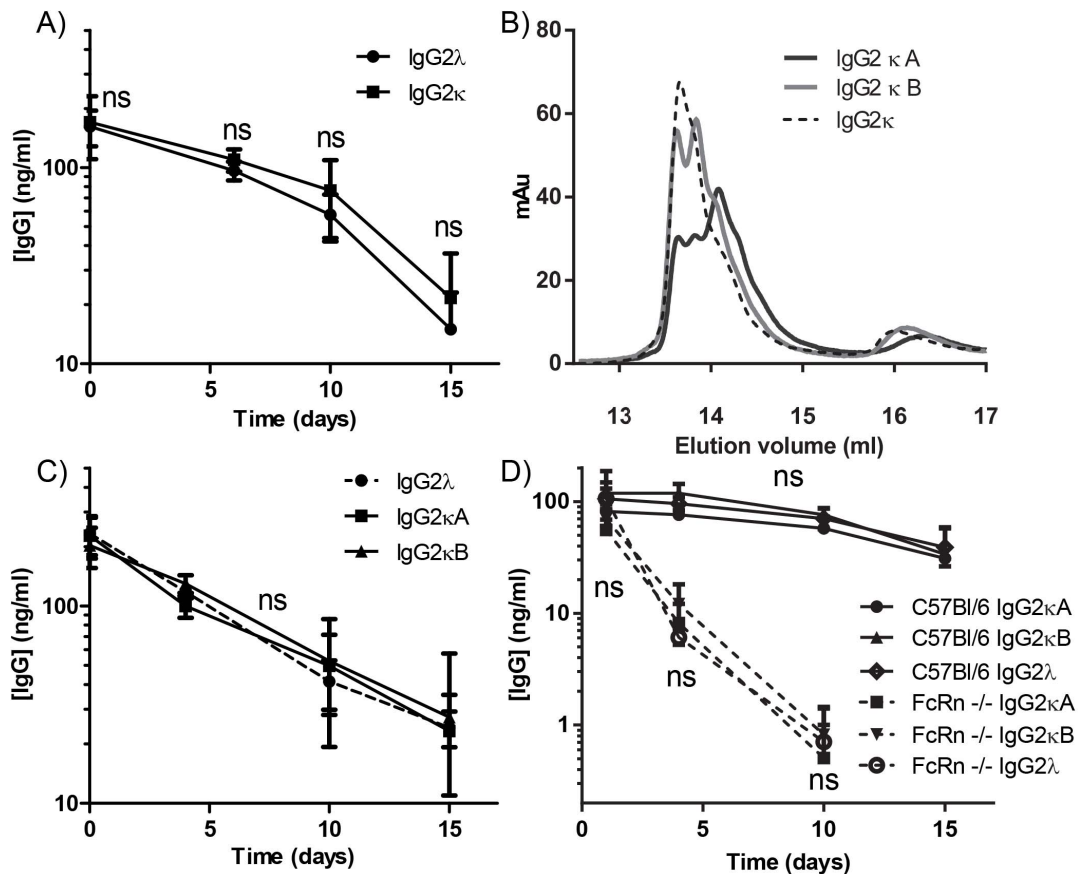 A)
IgG2λ
IgG2κ
[IgG] (ng/ml)
100
10
ns
ns
ns
ns
0
5
10
15
Time (days)
B)
IgG2 κ A
IgG2 κ B
IgG2κ
mAu
80
60
40
20
0
13
14
15
16
17
Elution volume (ml)
C)
IgG2λ
IgG2κA
IgG2κB
[IgG] (ng/ml)
100
10
ns
0
5
10
15
Time (days)
D)
ns
[IgG] (ng/ml)
100
10
1
ns
ns
ns
C57Bl/6 IgG2κA
C57Bl/6 IgG2κB
C57Bl/6 IgG2λ
FcRn -/- IgG2κA
FcRn -/- IgG2κB
FcRn -/- IgG2λ
0
5
10
15
Time (days)